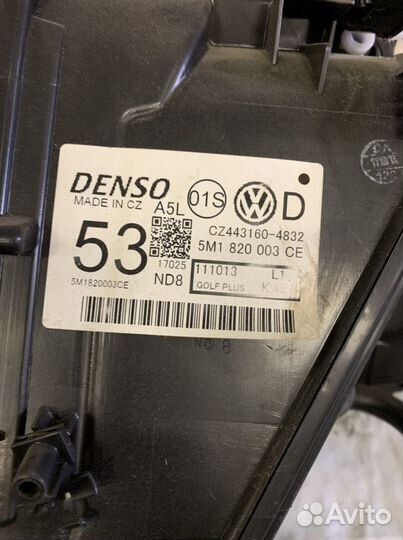 DENSO
MADE IN CZ
A5L
01S
VW
D
CZ443160-4832
5M1 820 003 CE
53
17025
ND8
111013
L1
GOLF PLUS
5M1820003CE
ND 8
Avito